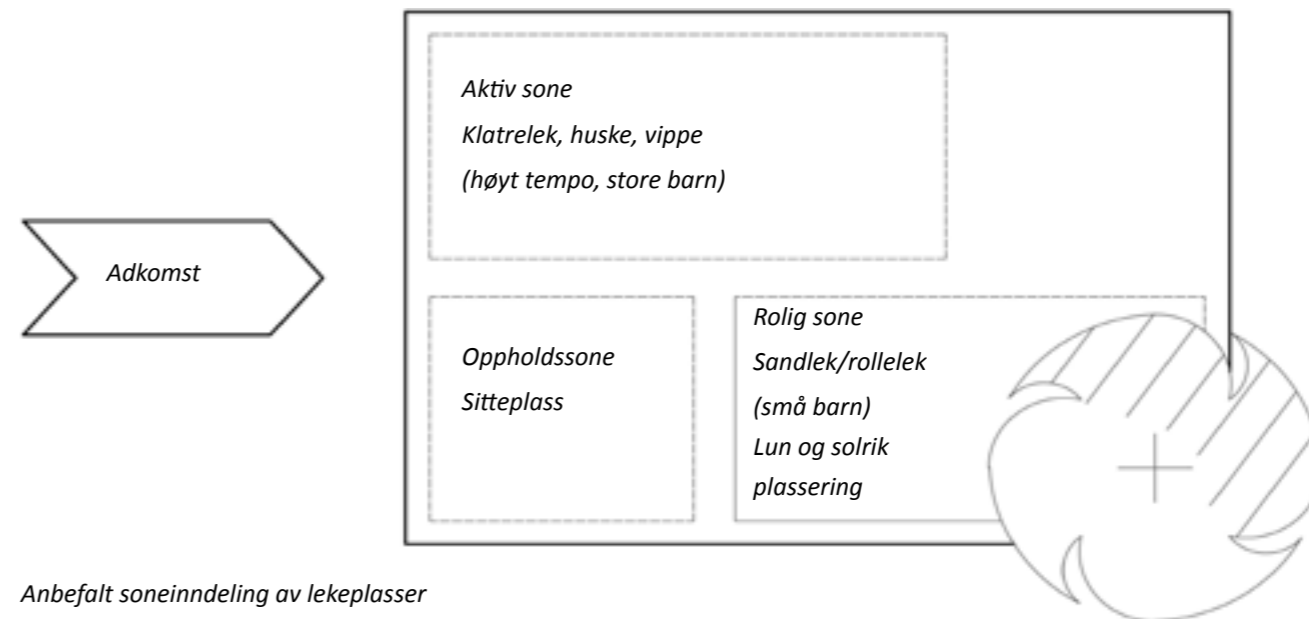 Aktiv sone
Klatrelek, huske, vippe
(høyt tempo, store barn)
Adkomst
Oppholdssone
Sitteplass
Rolig sone
Sandlek/rollelek
(små barn)
Lun og solrik
plassering
Anbefalt soneinndeling av lekeplasser